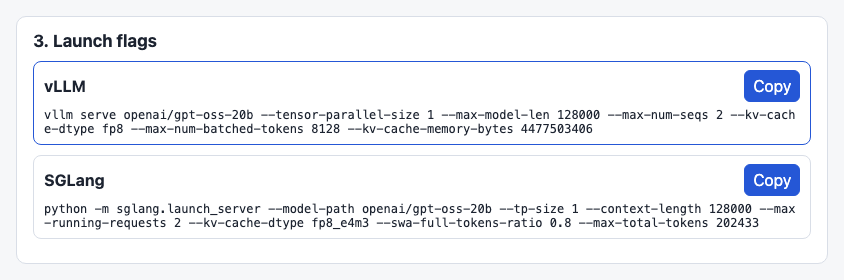 3. Launch flags
vLLM
Copy
vllm serve openai/gpt-oss-20b --tensor-parallel-size 1 --max-model-len 128000 --max-num-seqs 2 --kv-cach
e-dtype fp8 --max-num-batched-tokens 8128 --kv-cache-memory-bytes 4477503406
SGLang
Copy
python -m sglang.launch_server --model-path openai/gpt-oss-20b --tp-size 1 --context-length 128000 --max
-running-requests 2 --kv-cache-dtype fp8_e4m3 --swa-full-tokens-ratio 0.8 --max-total-tokens 202433